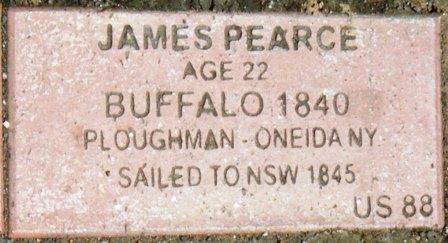 JAMES PEARCE
AGE 22
BUFFALO 1840
PLOUGHMAN - ONEIDA NY
SAILED TO NSW 1845
US 88